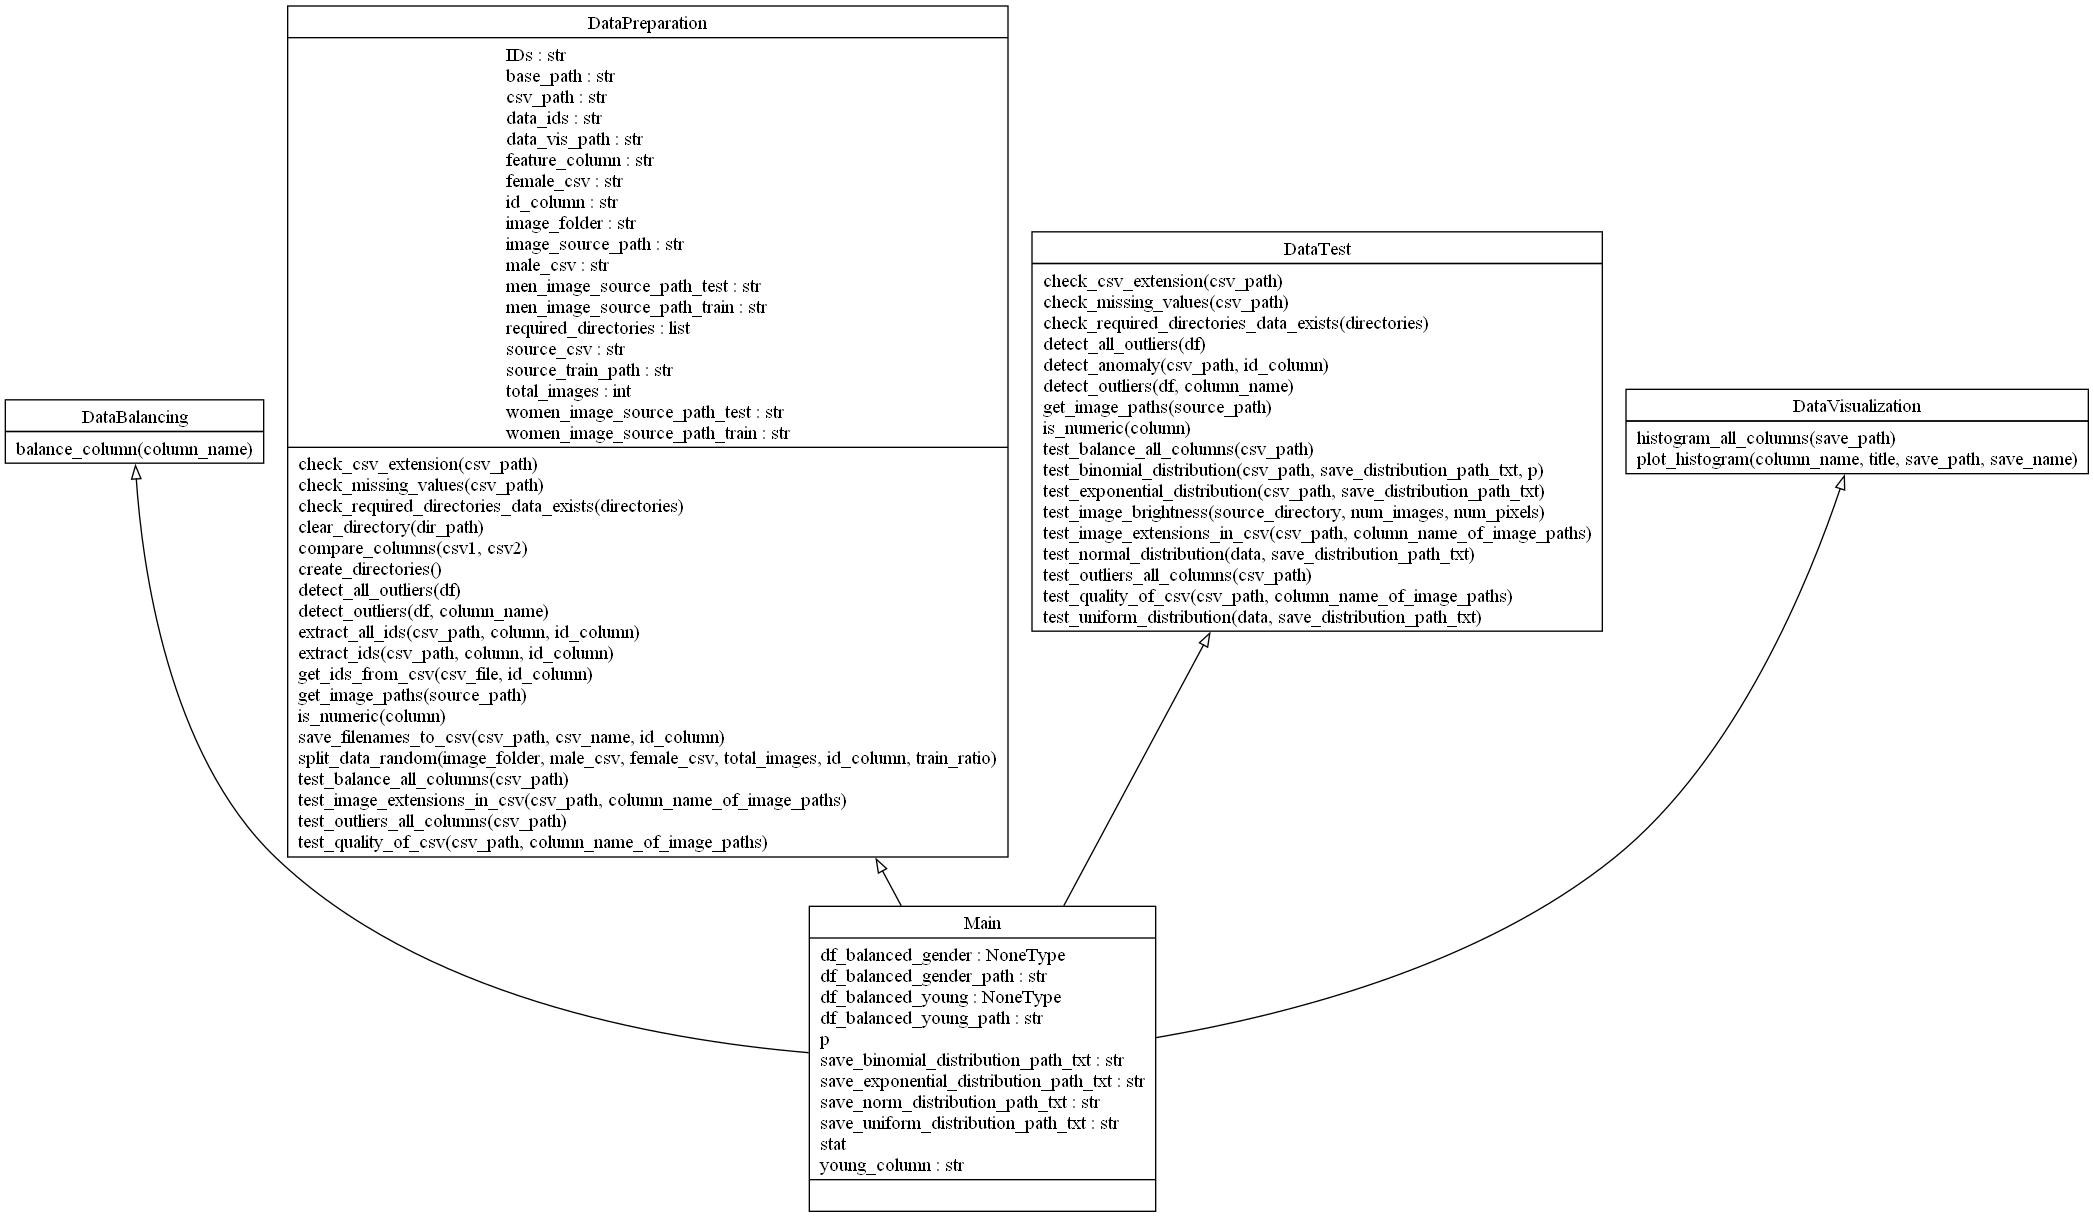 DataPreparation
IDs : str
base_path : str
csv_path : str
data_ids : str
data_vis_path : str
feature_column : str
female_csv : str
id_column : str
image_folder : str
image_source_path : str
male_csv : str
men_image_source_path_test : str
men_image_source_path_train : str
required_directories : list
source_csv : str
source_train_path : str
total_images : int
women_image_source_path_test : str
women_image_source_path_train : str
check_csv_extension(csv_path)
check_missing_values(csv_path)
check_required_directories_data_exists(directories)
clear_directory(dir_path)
compare_columns(csv1, csv2)
create_directories()
detect_all_outliers(df)
detect_outliers(df, column_name)
extract_all_ids(csv_path, column, id_column)
extract_ids(csv_path, column, id_column)
get_ids_from_csv(csv_file, id_column)
get_image_paths(source_path)
is_numeric(column)
save_filenames_to_csv(csv_path, csv_name, id_column)
split_data_random(image_folder, male_csv, female_csv, total_images, id_column, train_ratio)
test_balance_all_columns(csv_path)
test_image_extensions_in_csv(csv_path, column_name_of_image_paths)
test_outliers_all_columns(csv_path)
test_quality_of_csv(csv_path, column_name_of_image_paths)
DataTest
check_csv_extension(csv_path)
check_missing_values(csv_path)
check_required_directories_data_exists(directories)
detect_all_outliers(df)
detect_anomaly(csv_path, id_column)
detect_outliers(df, column_name)
get_image_paths(source_path)
is_numeric(column)
test_balance_all_columns(csv_path)
test_binomial_distribution(csv_path, save_distribution_path_txt, p)
test_exponential_distribution(csv_path, save_distribution_path_txt)
test_image_brightness(source_directory, num_images, num_pixels)
test_image_extensions_in_csv(csv_path, column_name_of_image_paths)
test_normal_distribution(data, save_distribution_path_txt)
test_outliers_all_columns(csv_path)
test_quality_of_csv(csv_path, column_name_of_image_paths)
test_uniform_distribution(data, save_distribution_path_txt)
DataBalancing
balance_column(column_name)
DataVisualization
histogram_all_columns(save_path)
plot_histogram(column_name, title, save_path, save_name)
Main
df_balanced_gender : NoneType
df_balanced_gender_path : str
df_balanced_young : NoneType
df_balanced_young_path : str
p
save_binomial_distribution_path_txt : str
save_exponential_distribution_path_txt : str
save_norm_distribution_path_txt : str
save_uniform_distribution_path_txt : str
stat
young_column : str